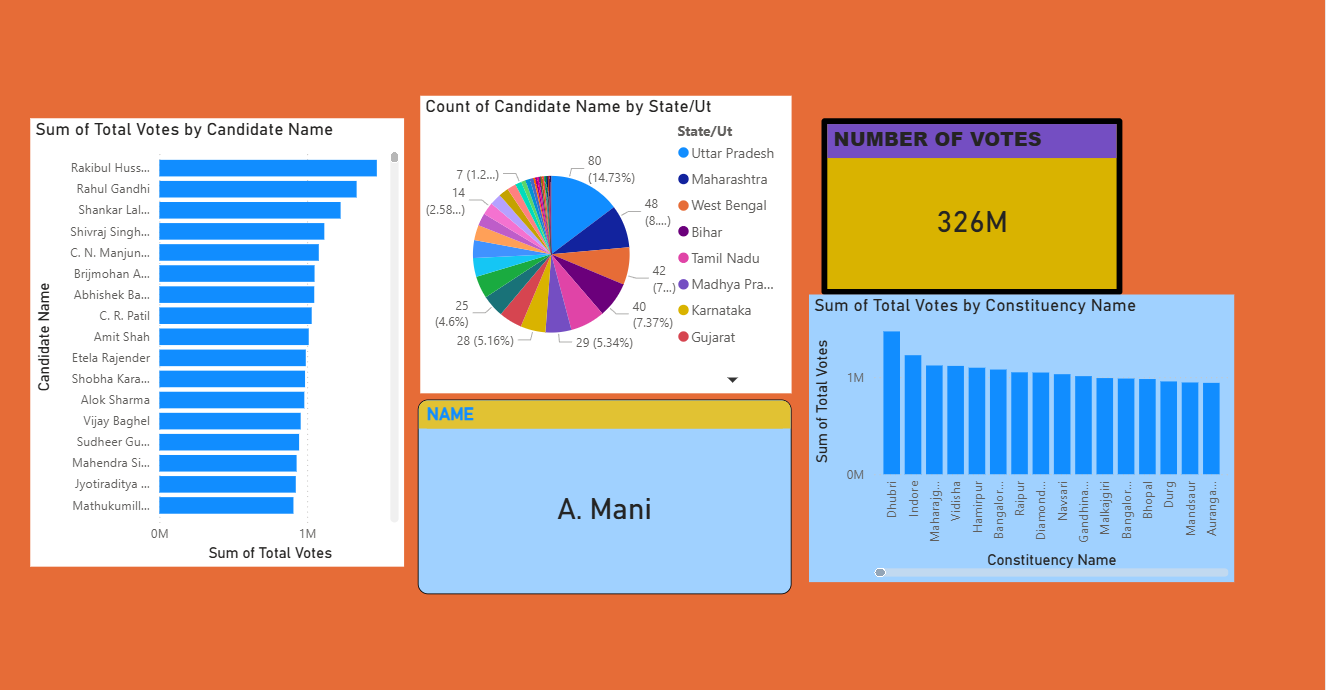 Sum of Total Votes by Candidate Name
Candidate Name
Rakibul Huss...
Rahul Gandhi
Shankar Lal...
Shivraj Singh...
C. N. Manjun...
Brijmohan A...
Abhishek Ba...
C. R. Patil
Amit Shah
Etela Rajender
Shobha Kara...
Alok Sharma
Vijay Baghel
Sudheer Gu...
Mahendra Si...
Jyotiraditya ...
Mathukumill...
0M 1M
Sum of Total Votes
Count of Candidate Name by State/Ut
80
(14.73%)
48
(8....)
42
(7...)
40
(7.37%)
29 (5.34%)
28 (5.16%)
25
(4.6%)
14
(2.58...)
7 (1.2...)
State/Ut
Uttar Pradesh
Maharashtra
West Bengal
Bihar
Tamil Nadu
Madhya Pra...
Karnataka
Gujarat
NAME
A. Mani
NUMBER OF VOTES
326M
Sum of Total Votes by Constituency Name
Sum of Total Votes
1M
0M
Dhubri
Indore
Maharajg...
Vidisha
Hamirpur
Bangalor...
Raipur
Diamond...
Navsari
Gandhina...
Malkajgiri
Bangalor...
Bhopal
Durg
Mandsaur
Auranga...
Constituency Name